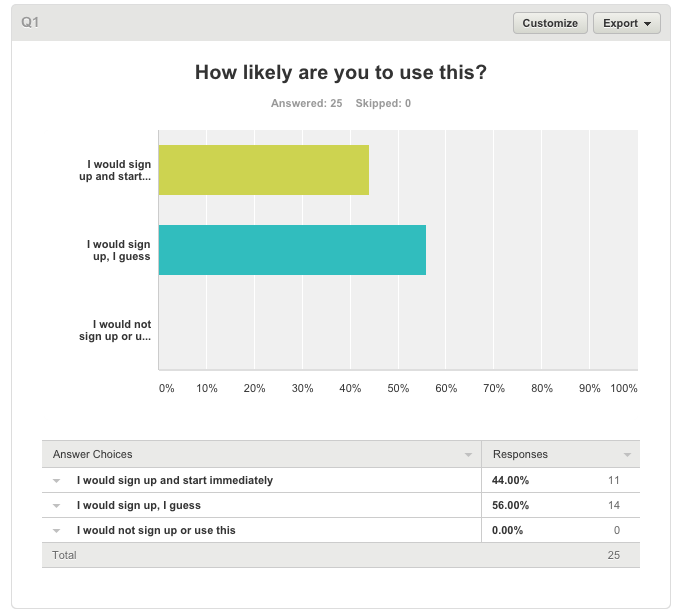 Q1
Customize
Export
How likely are you to use this?
Answered: 25 Skipped: 0
I would sign
up and start...
I would sign
up, I guess
I would not
sign up or u...
0% 10% 20% 30% 40% 50% 60% 70% 80% 90% 100%
Answer Choices Responses
I would sign up and start immediately 44.00% 11
I would sign up, I guess 56.00% 14
I would not sign up or use this 0.00% 0
Total 25